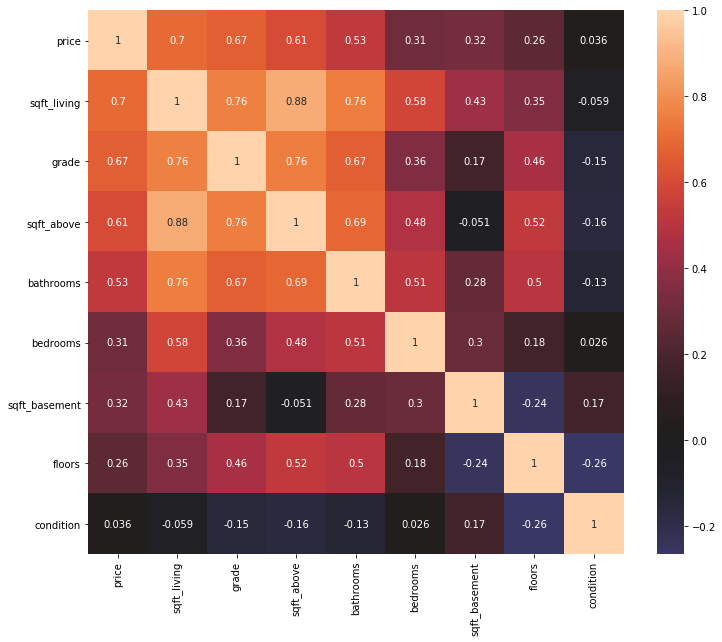 price 1 0.7 0.67 0.61 0.53 0.31 0.32 0.26 0.036
sqft_living 0.7 1 0.76 0.88 0.76 0.58 0.43 0.35 -0.059
grade 0.67 0.76 1 0.76 0.67 0.36 0.17 0.46 -0.15
sqft_above 0.61 0.88 0.76 1 0.69 0.48 -0.051 0.52 -0.16
bathrooms 0.53 0.76 0.67 0.69 1 0.51 0.28 0.5 -0.13
bedrooms 0.31 0.58 0.36 0.48 0.51 1 0.3 0.18 0.026
sqft_basement 0.32 0.43 0.17 -0.051 0.28 0.3 1 -0.24 0.17
floors 0.26 0.35 0.46 0.52 0.5 0.18 -0.24 1 -0.26
condition 0.036 -0.059 -0.15 -0.16 -0.13 0.026 0.17 -0.26 1
price sqft_living grade sqft_above bathrooms bedrooms sqft_basement floors condition
1.0
0.8
0.6
0.4
0.2
0.0
−0.2